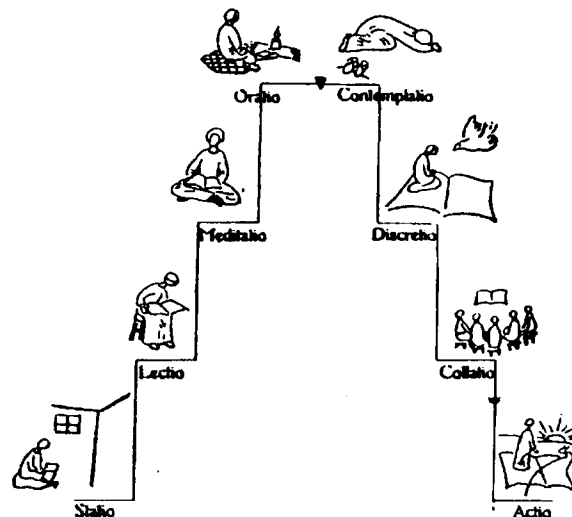 Oratio
Contemplatio
Meditatio
Discretio
Lectio
Collatio
Statio
Actio